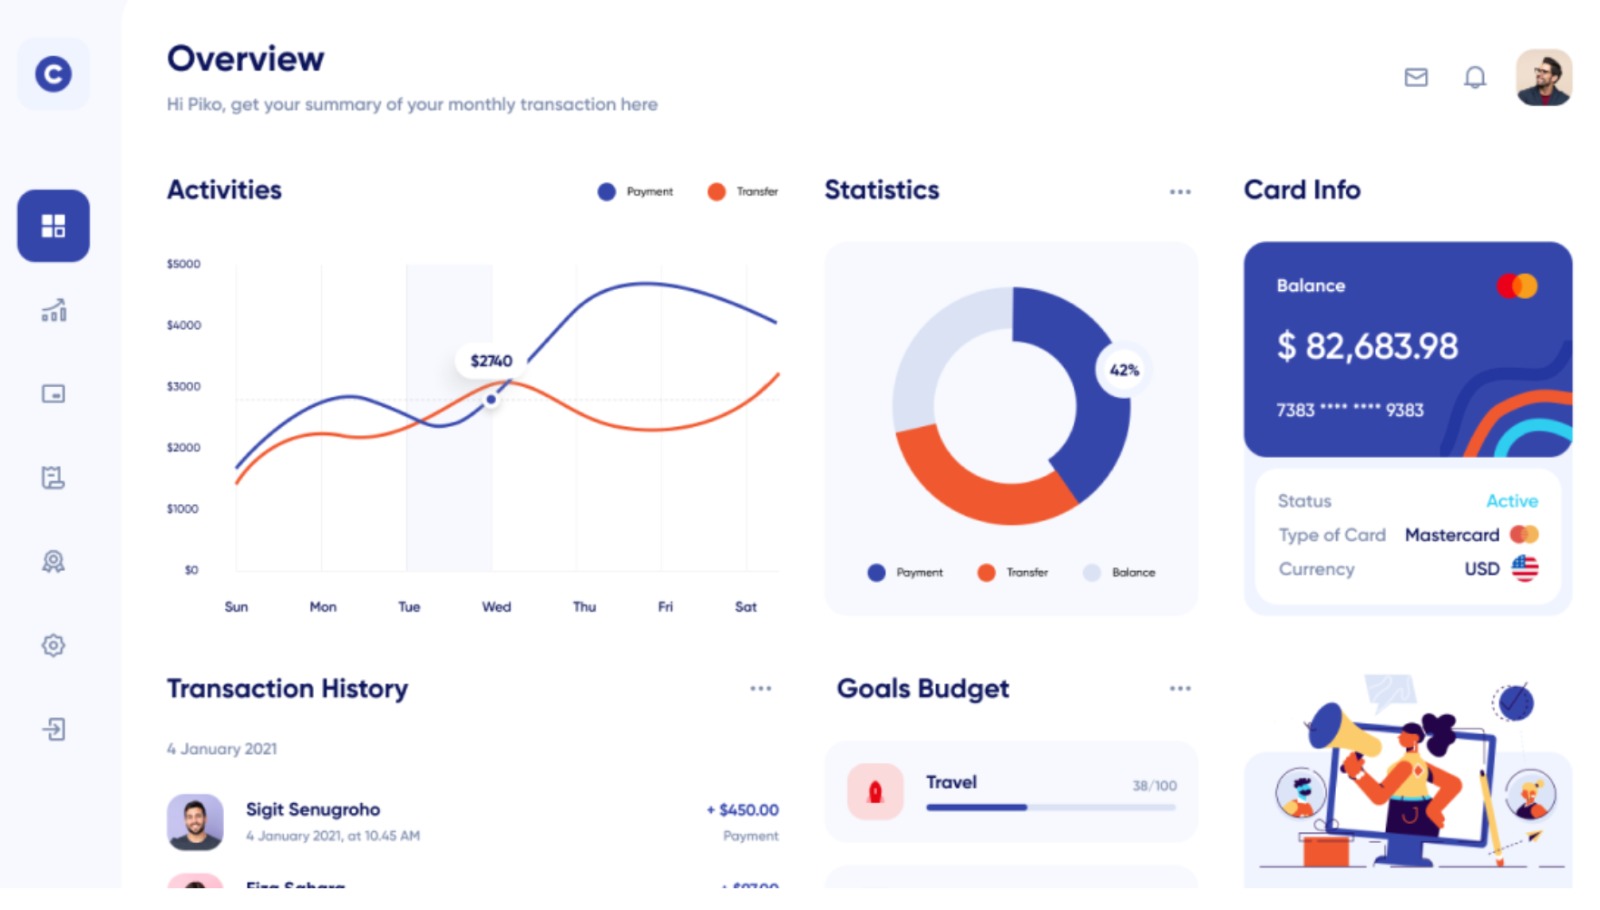 C
Overview
Hi Piko, get your summary of your monthly transaction here
Activities
Payment
Transfer
$5000
$4000
$3000
$2000
$1000
$0
$2740
Sun Mon Tue Wed Thu Fri Sat
Statistics
42%
Payment Transfer Balance
Card Info
Balance
$ 82,683.98
7383 **** **** 9383
Status Active
Type of Card Mastercard
Currency USD
Transaction History
4 January 2021
Sigit Senugroho + $450.00
4 January 2021, at 10.45 AM Payment
Goals Budget
Travel 38/100